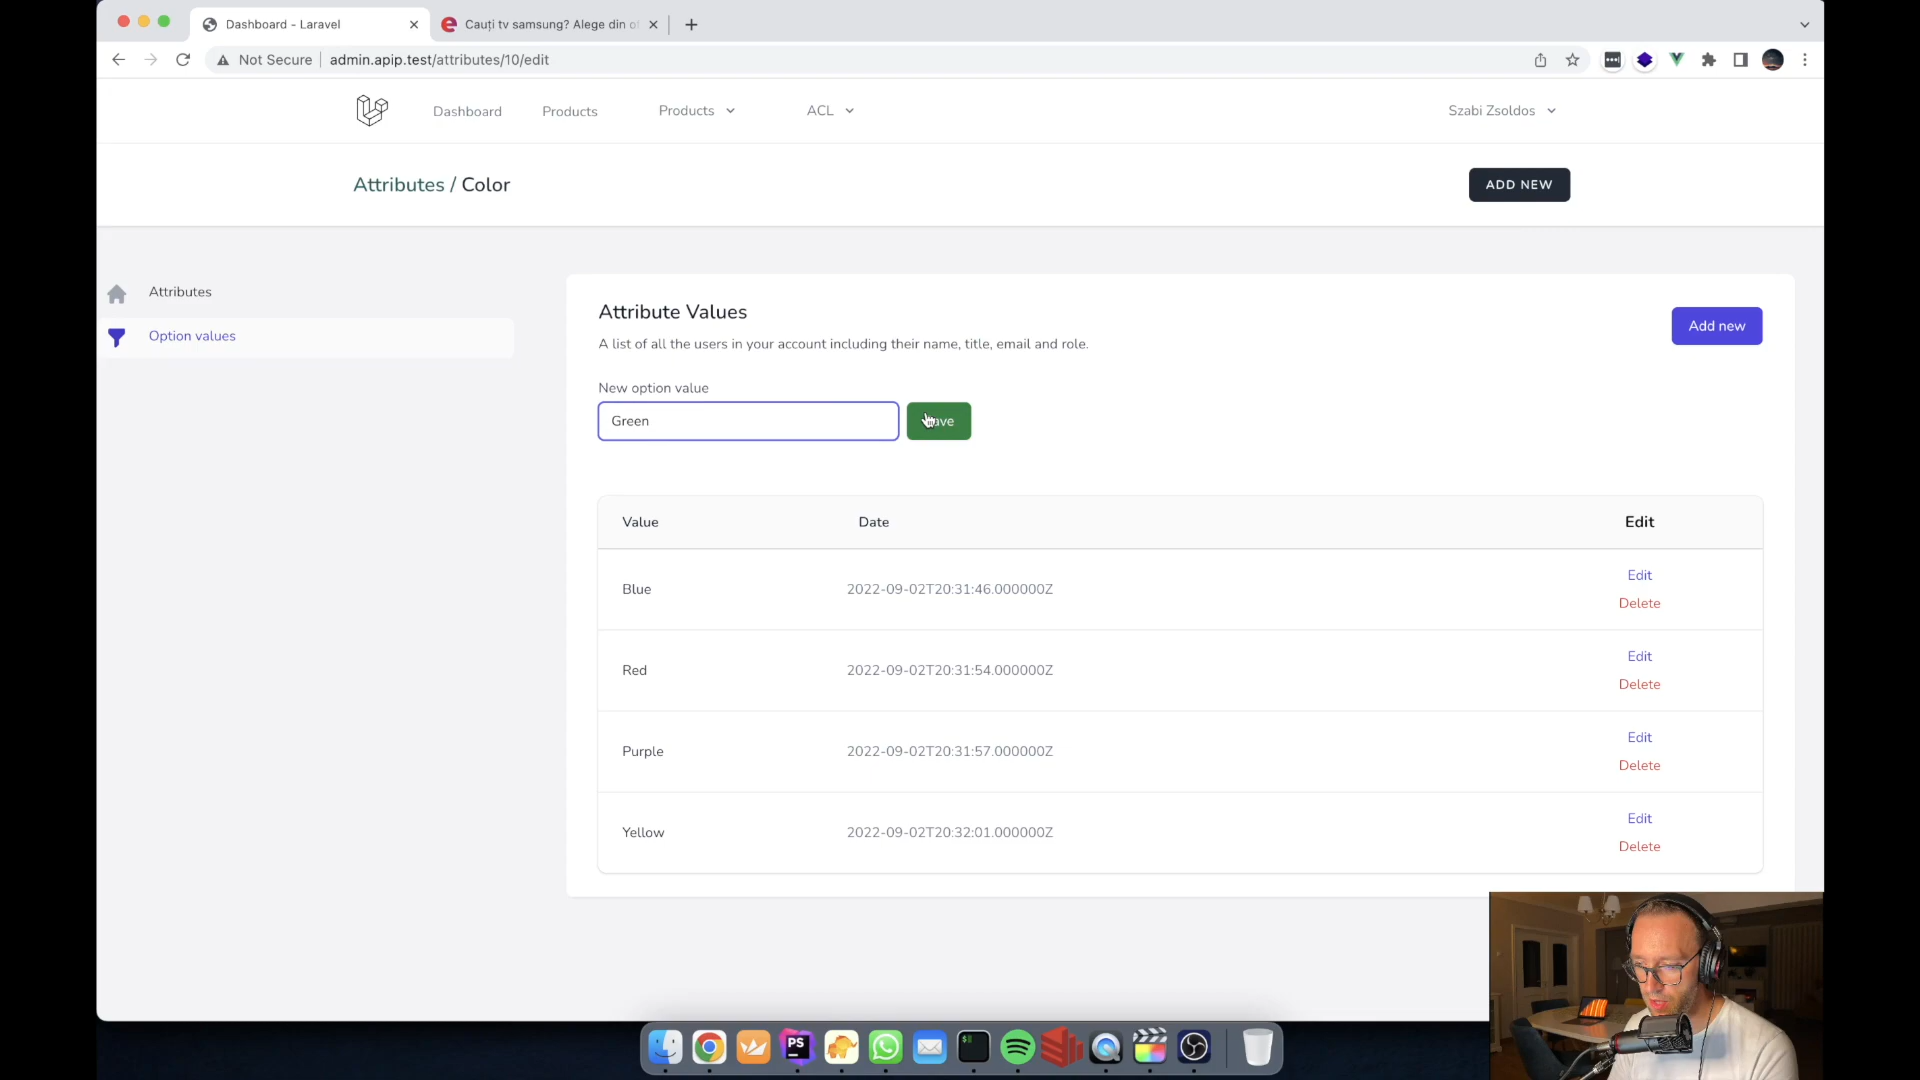 Dashboard - Laravel
Cauți tv samsung? Alege din o
Not Secure
admin.apip.test/attributes/10/edit
Dashboard
Products
Products
ACL
Szabi Zsoldos
Attributes / Color
ADD NEW
Attributes
Option values
Attribute Values
A list of all the users in your account including their name, title, email and role.
Add new
New option value
Green
Value
Date
Edit
Blue
2022-09-02T20:31:46.000000Z
Edit
Delete
Red
2022-09-02T20:31:54.000000Z
Edit
Delete
Purple
2022-09-02T20:31:57.000000Z
Edit
Delete
Yellow
2022-09-02T20:32:01.000000Z
Edit
Delete
PS